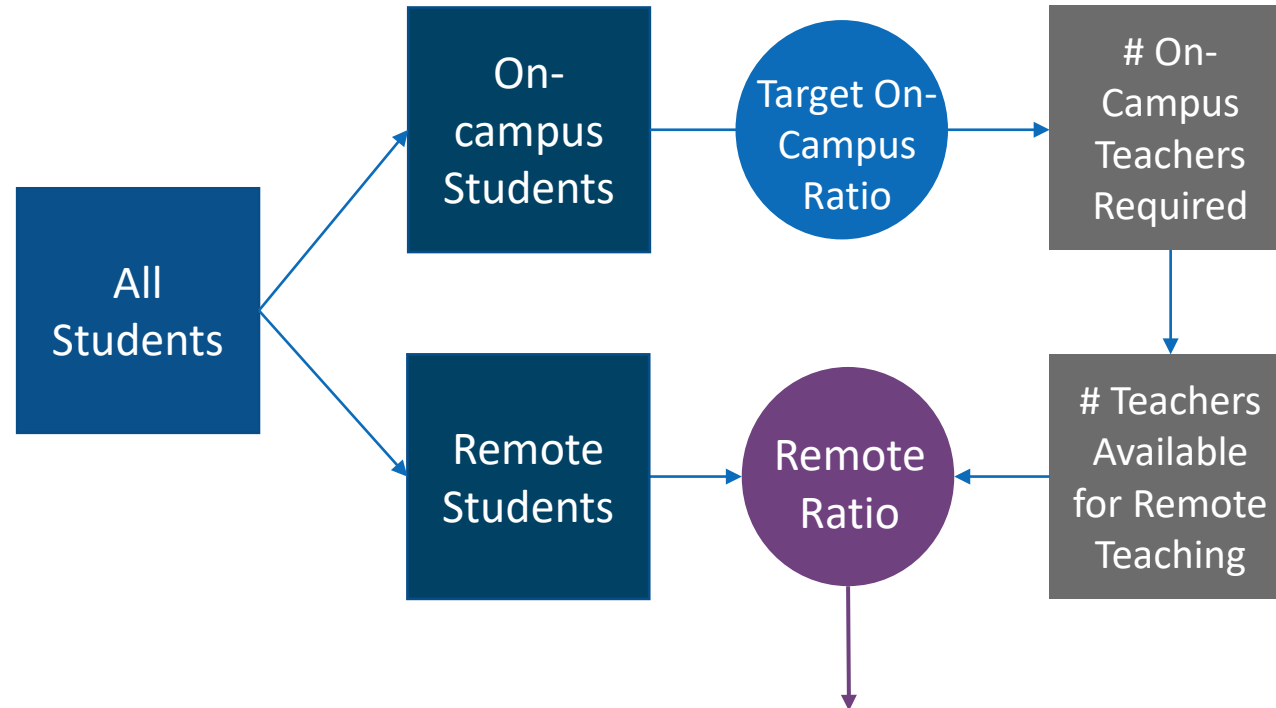 All
Students
On-
campus
Students
Target On-
Campus
Ratio
# On-
Campus
Teachers
Required
Remote
Students
Remote
Ratio
# Teachers
Available
for Remote
Teaching